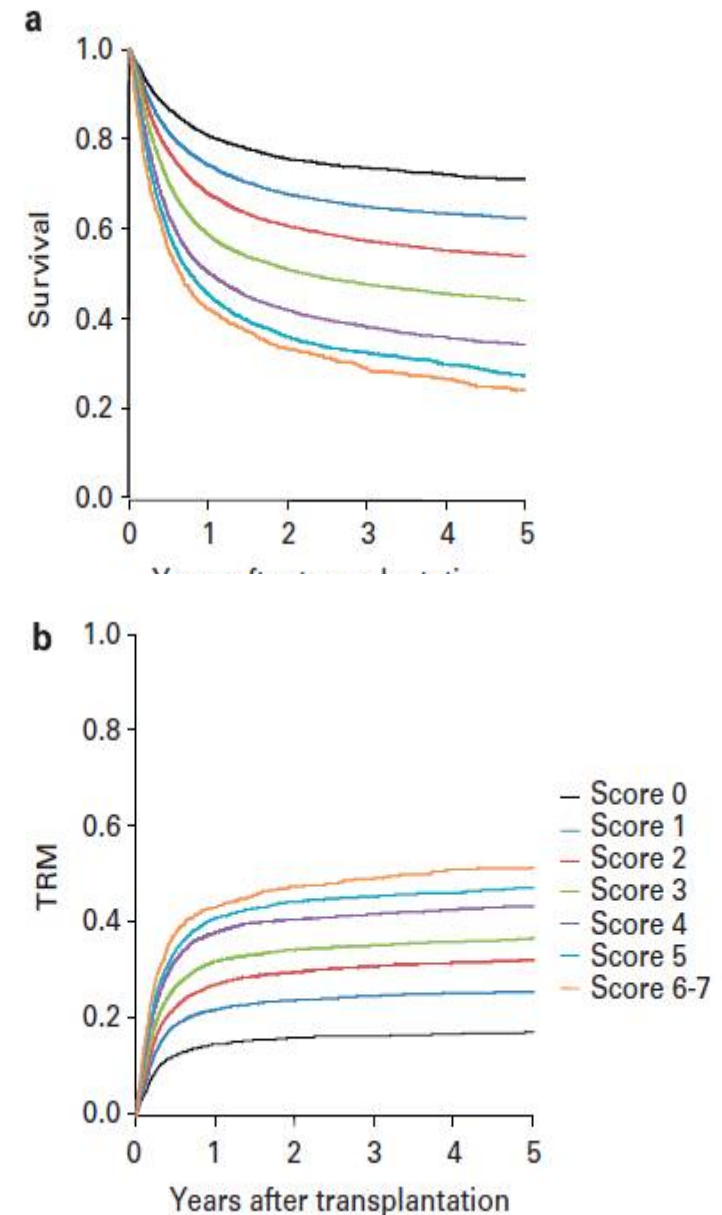 a
1.0
0.8
0.6
0.4
0.2
0.0
Survival
0 1 2 3 4 5
b
1.0
0.8
0.6
0.4
0.2
0.0
TRM
0 1 2 3 4 5
Years after transplantation
Score 0
Score 1
Score 2
Score 3
Score 4
Score 5
Score 6-7